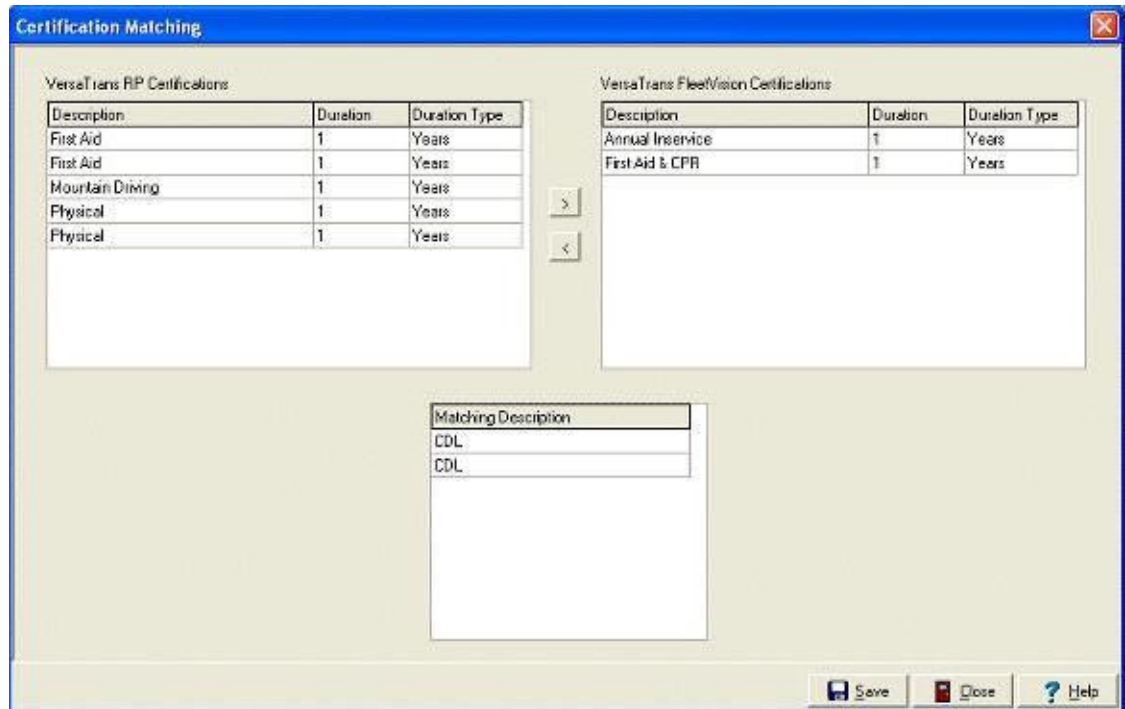 Certification Matching
VersaTrans RP Certifications
Description Duration Duration Type
First Aid 1 Years
First Aid 1 Years
Mountain Driving 1 Years
Physical 1 Years
Physical 1 Years
>
<
VersaTrans FleetVision Certifications
Description Duration Duration Type
Annual Inservice 1 Years
First Aid & CPR 1 Years
Matching Description
CDL
CDL
Save Close ? Help